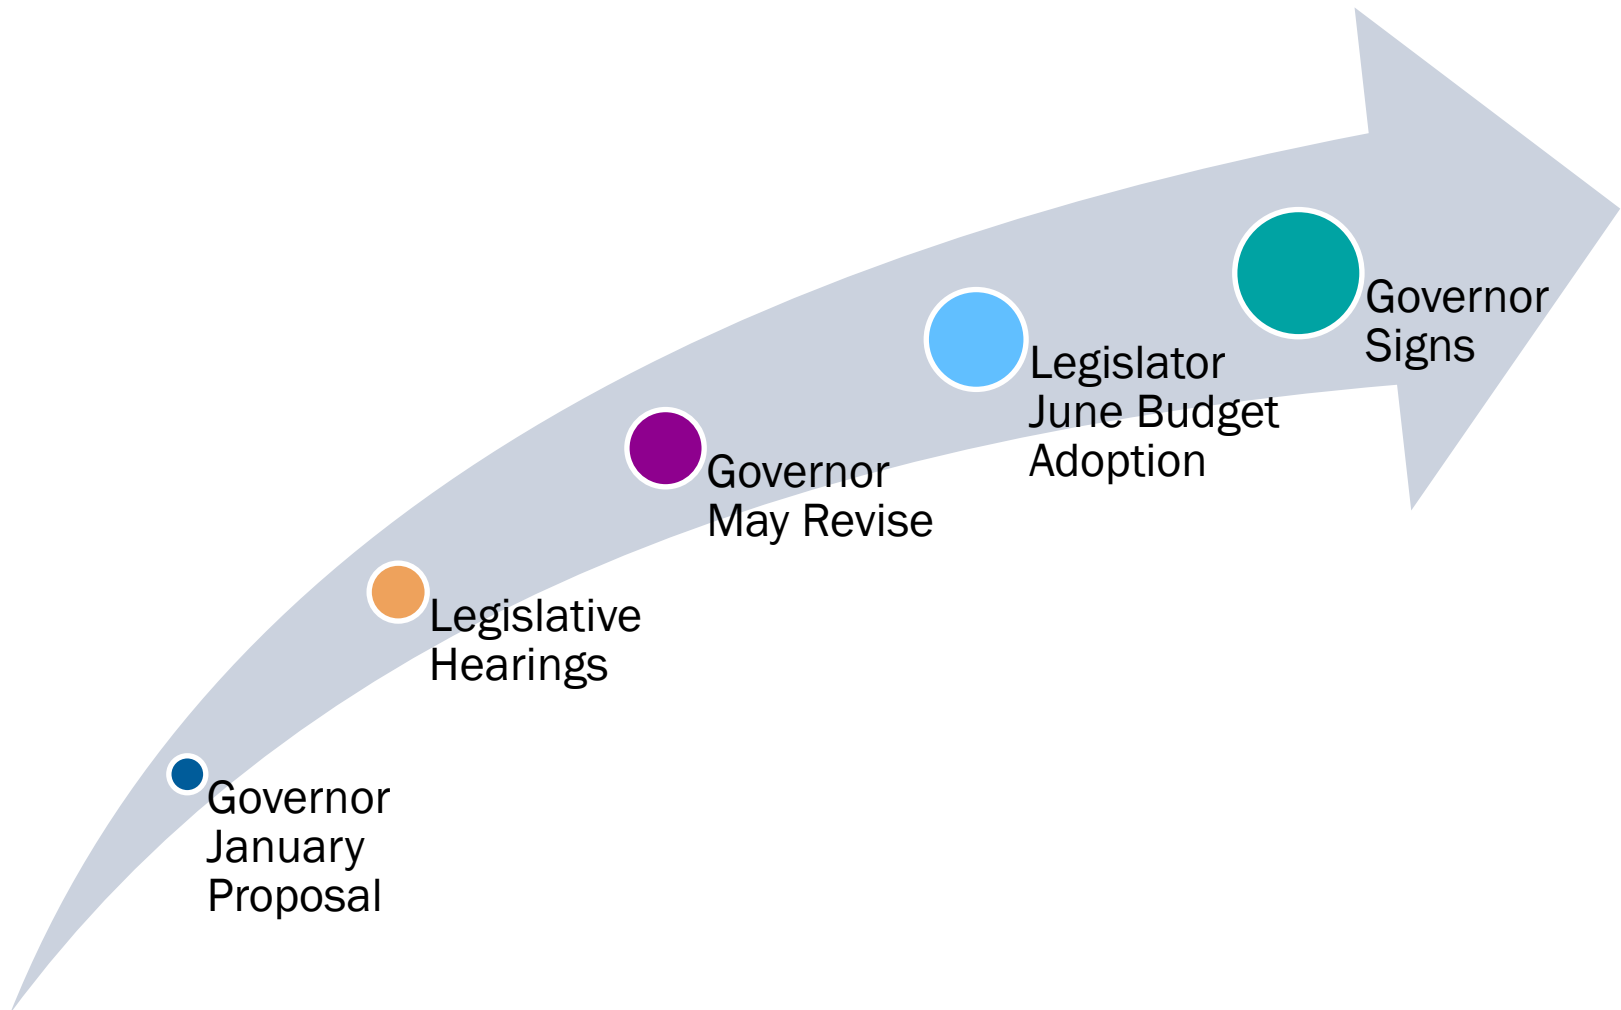 Governor
January
Proposal
Legislative
Hearings
Governor
May Revise
Legislator
June Budget
Adoption
Governor
Signs